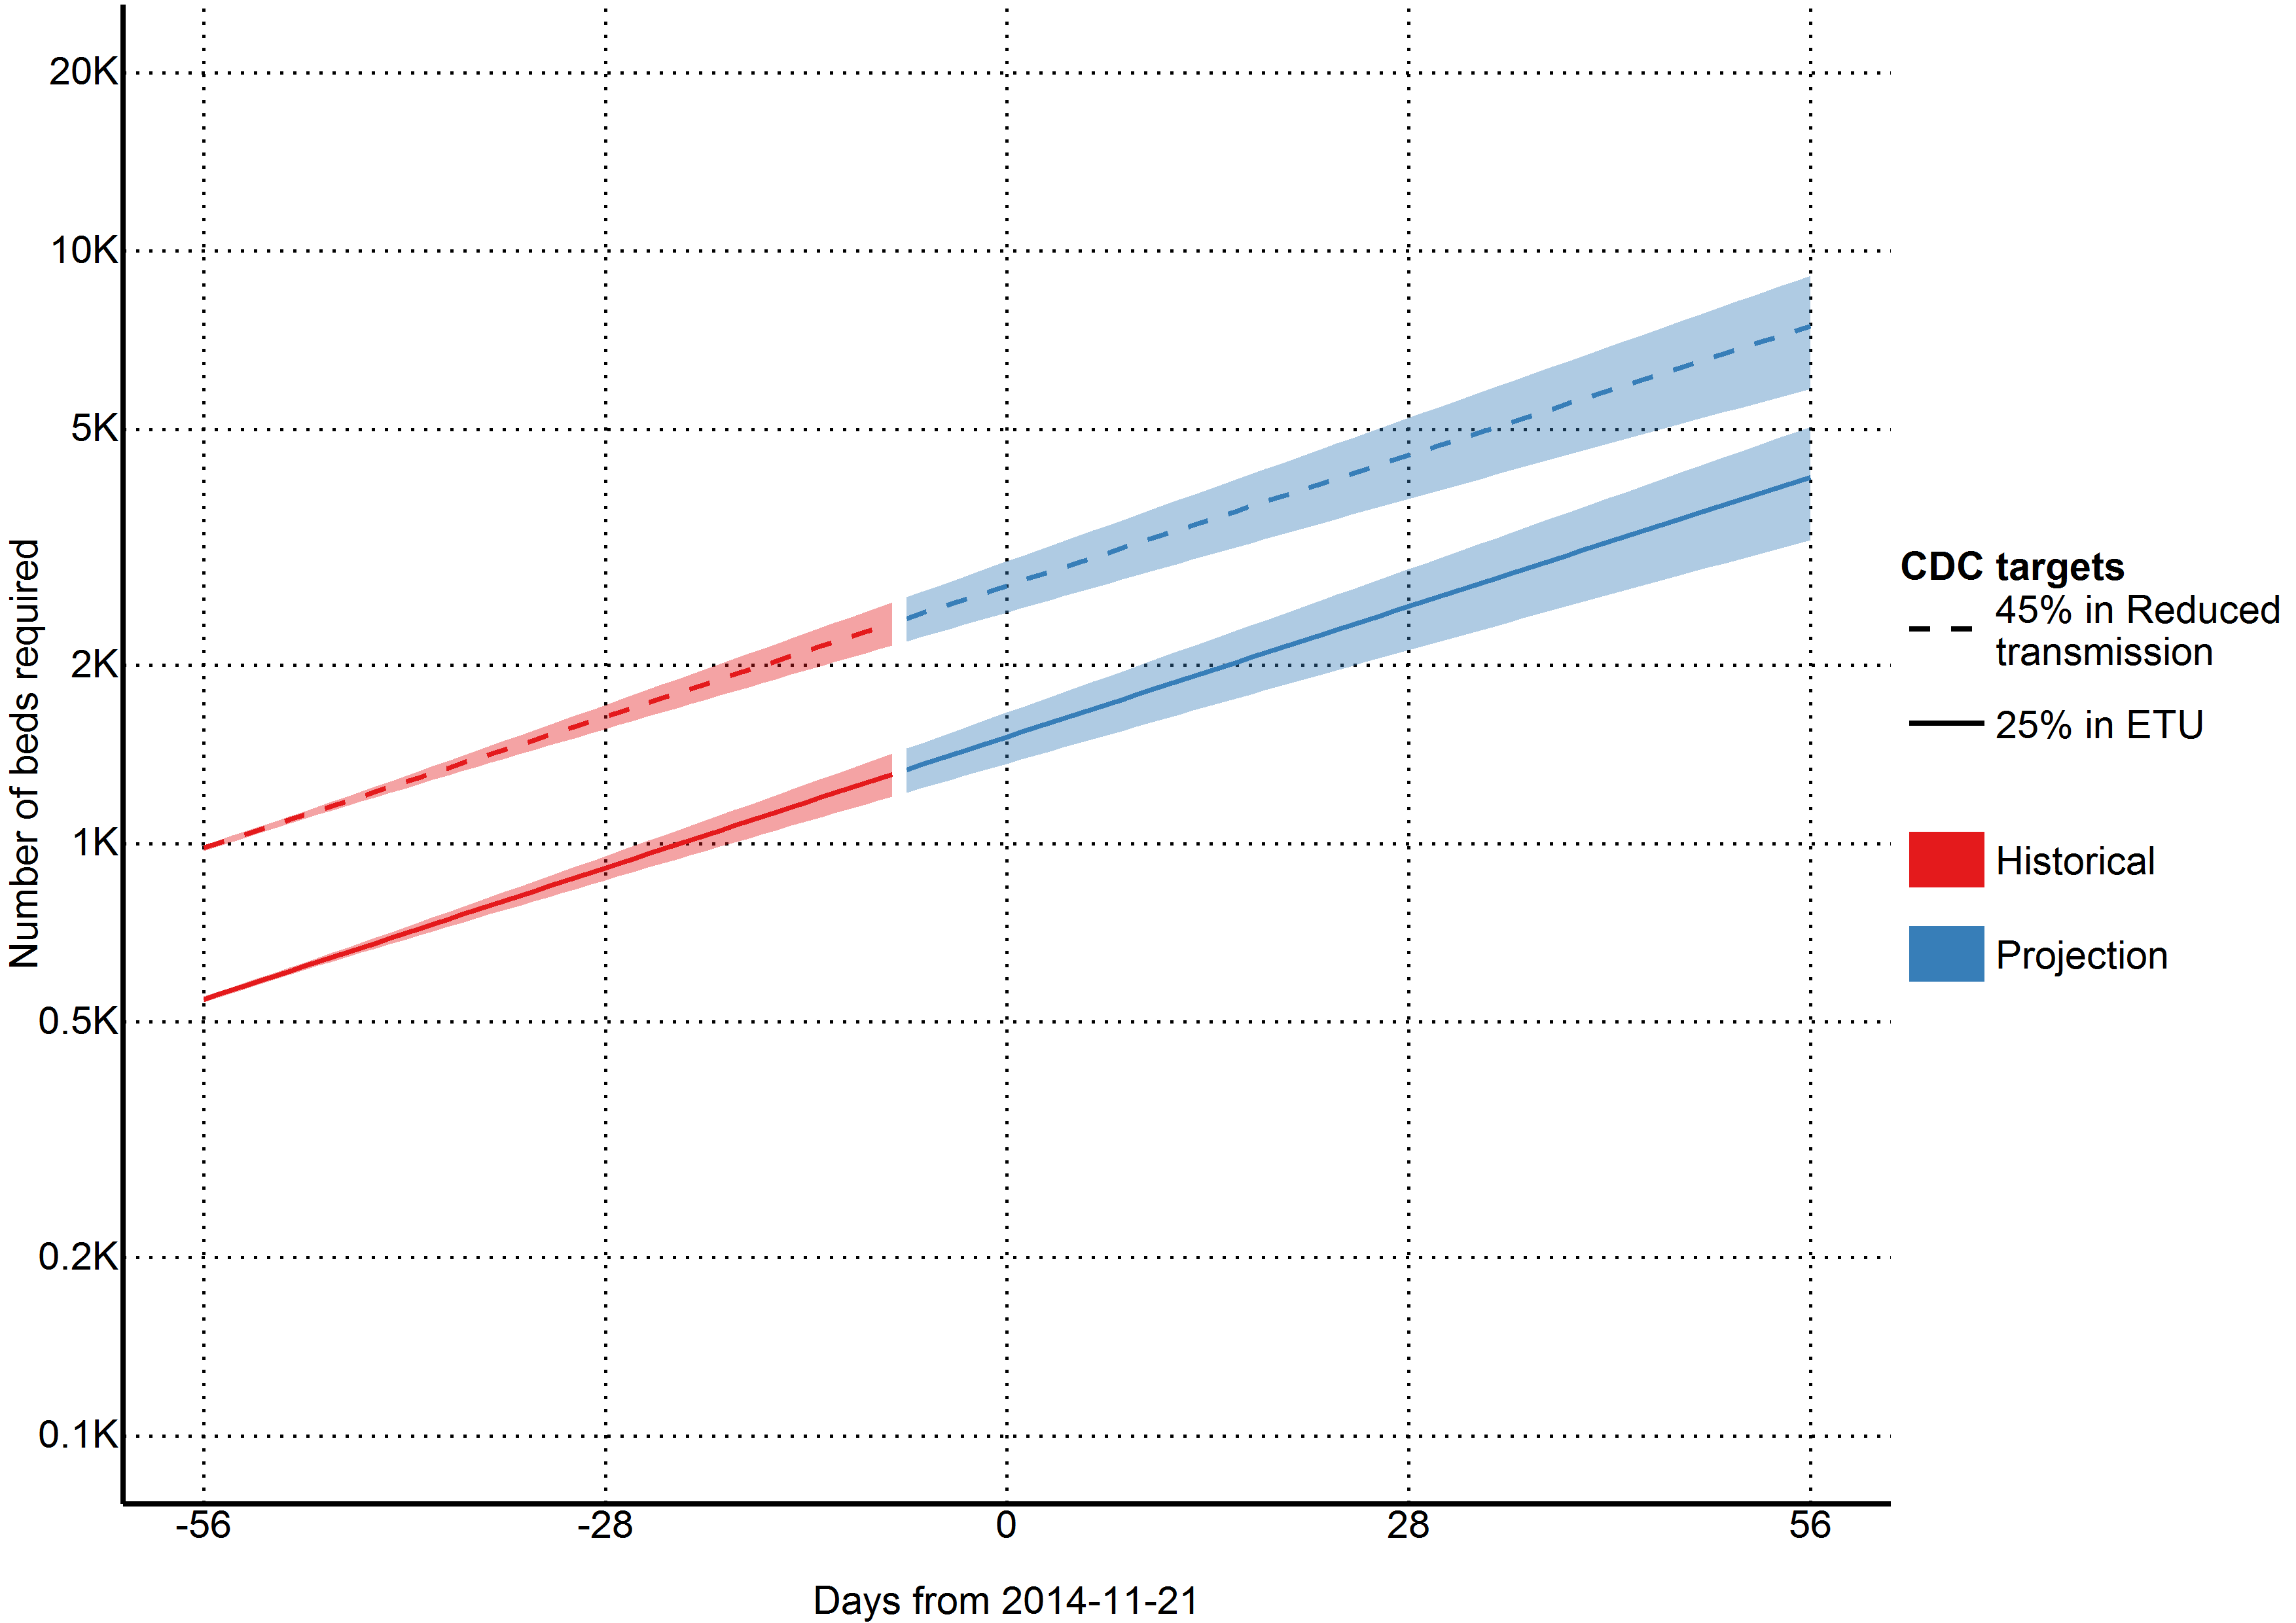 20K
10K
5K
2K
1K
0.5K
0.2K
0.1K
Number of beds required
-56
-28
0
28
56
Days from 2014-11-21
CDC targets
45% in Reduced
transmission
25% in ETU
Historical
Projection